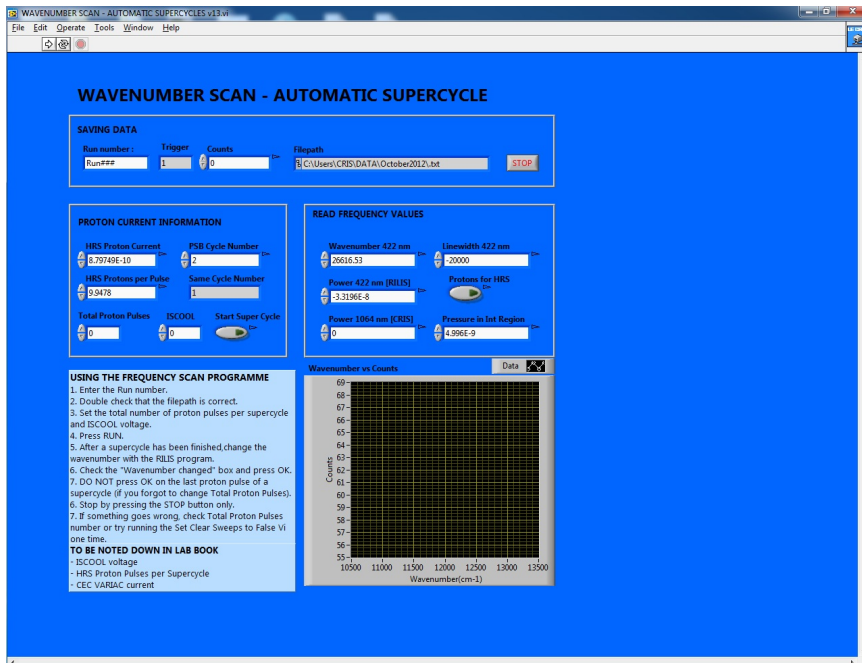 WAVENUMBER SCAN - AUTOMATIC SUPERCYCLES v13.vi
File Edit Operate Tools Window Help
WAVENUMBER SCAN - AUTOMATIC SUPERCYCLE
SAVING DATA
Run number : Trigger Counts Filepath
Run### 1 0 C:\Users\CRIS\DATA\October2012\.txt STOP
PROTON CURRENT INFORMATION
HRS Proton Current PSB Cycle Number
8.79749E-10 2
HRS Protons per Pulse Same Cycle Number
9.9478 1
Total Proton Pulses ISCOOL Start Super Cycle
0 0
READ FREQUENCY VALUES
Wavenumber 422 nm Linewidth 422 nm
26616.53 -20000
Power 422 nm [RILIS] Protons for HRS
-3.3196E-8
Power 1064 nm [CRIS] Pressure in Int Region
0 4.996E-9
USING THE FREQUENCY SCAN PROGRAMME
1. Enter the Run number.
2. Double check that the filepath is correct.
3. Set the total number of proton pulses per supercycle
and ISCOOL voltage.
4. Press RUN.
5. After a supercycle has been finished,change the
wavenumber with the RILIS program.
6. Check the "Wavenumber changed" box and press OK.
7. DO NOT press OK on the last proton pulse of a
supercycle (if you forgot to change Total Proton Pulses).
6. Stop by pressing the STOP button only.
7. If something goes wrong, check Total Proton Pulses
number or try running the Set Clear Sweeps to False Vi
one time.
TO BE NOTED DOWN IN LAB BOOK
- ISCOOL voltage
- HRS Proton Pulses per Supercycle
- CEC VARIAC current
Wavenumber vs Counts Data
69
68
67
66
65
64
63
62
61
60
59
58
57
56
55
Counts
10500 11000 11500 12000 12500 13000 13500
Wavenumber(cm-1)